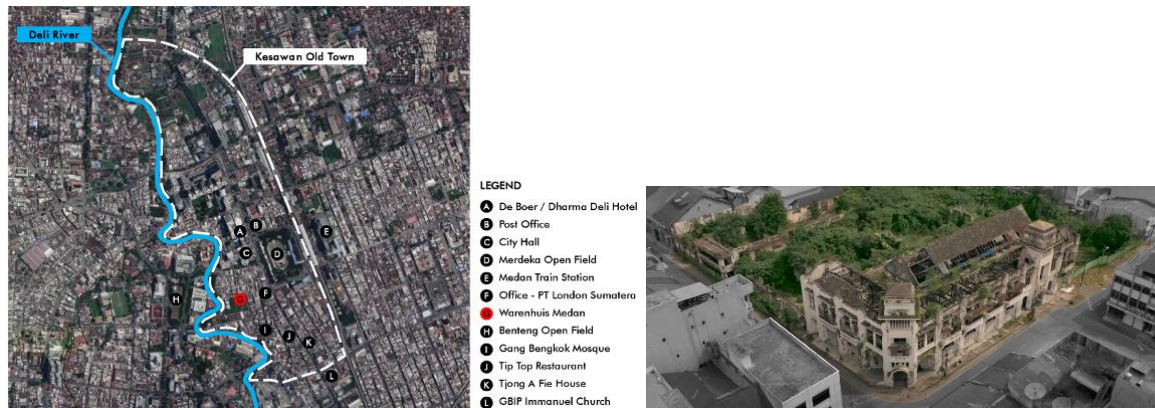 Deli River
Kesawan Old Town
A
B
C
D
E
F
G
H
I
J
K
L
LEGEND
A De Boer / Dharma Deli Hotel
B Post Office
C City Hall
D Merdeka Open Field
E Medan Train Station
F Office - PT London Sumatera
G Warenhuis Medan
H Benteng Open Field
I Gang Bengkok Mosque
J Tip Top Restaurant
K Tjong A Fie House
L GBIP Immanuel Church